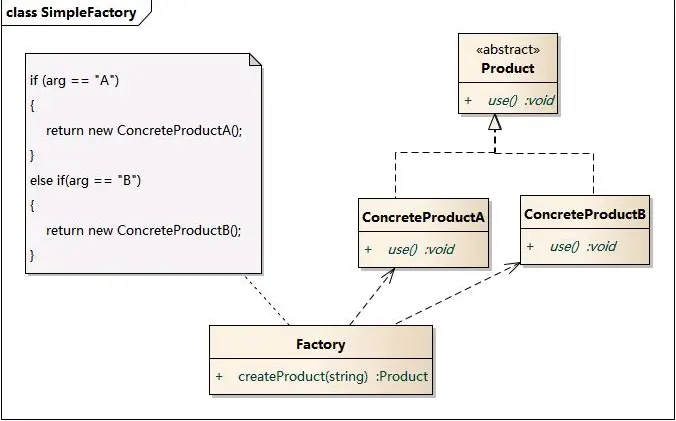 class SimpleFactory
if (arg == "A")
{
return new ConcreteProductA();
}
else if(arg == "B")
{
return new ConcreteProductB();
}
«abstract»
Product
+ use() :void
ConcreteProductA
+ use() :void
ConcreteProductB
+ use() :void
Factory
+ createProduct(string) :Product